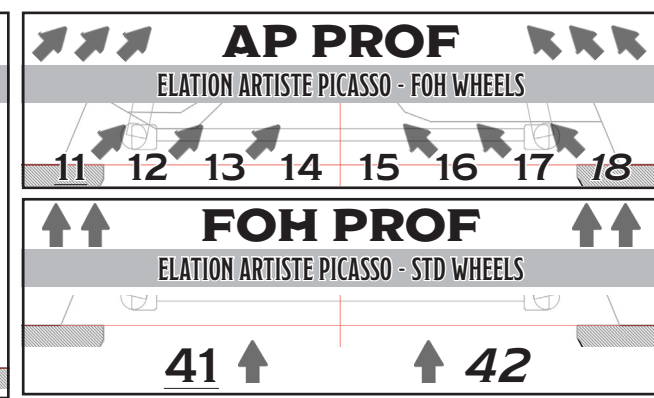 AP PROF
ELATION ARTISTE PICASSO - FOH WHEELS
11 12 13 14 15 16 17 18
FOH PROF
ELATION ARTISTE PICASSO - STD WHEELS
41 42